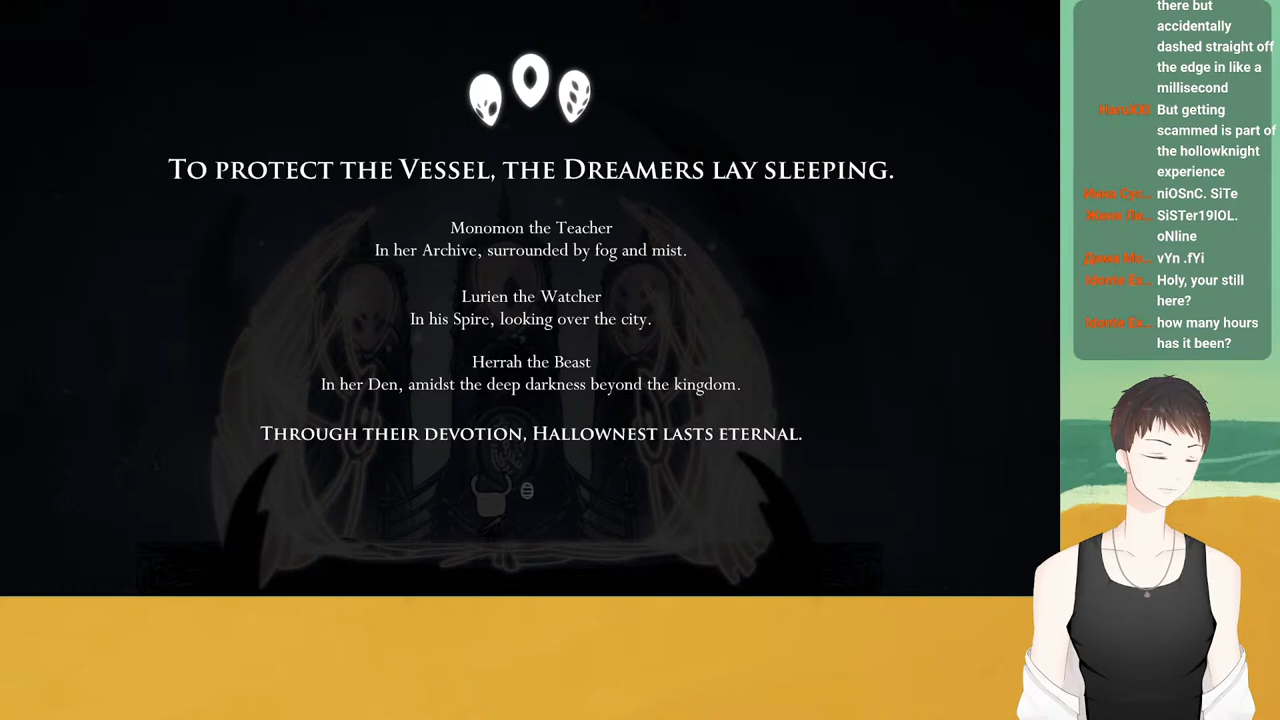 To protect the Vessel, the Dreamers lay sleeping.
Monomon the Teacher
In her Archive, surrounded by fog and mist.
Lurien the Watcher
In his Spire, looking over the city.
Herrah the Beast
In her Den, amidst the deep darkness beyond the kingdom.
Through their devotion, Hallownest lasts eternal.
there but
accidentally
dashed straight off
the edge in like a
millisecond
But getting
scammed is part of
the hollowknight
experience
niOSnC. SiTe
SiSTer19lOL.
oNline
vYn .fYi
Holy, your still
here?
how many hours
has it been?